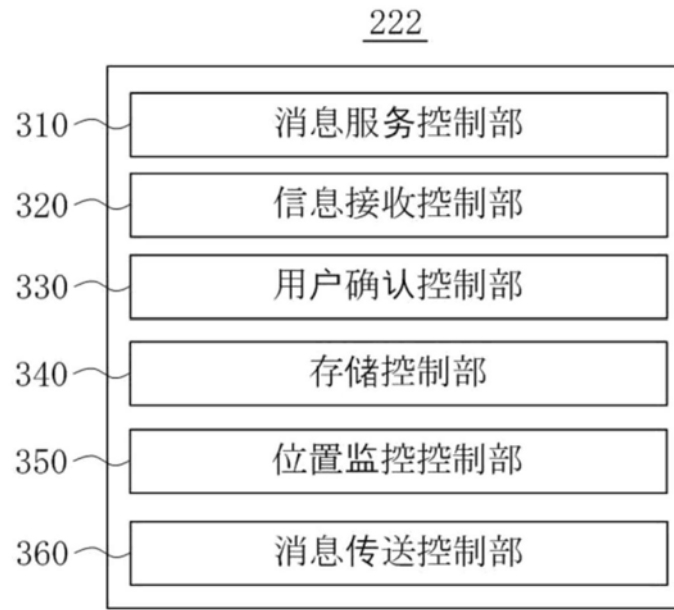 222
310 消息服务控制部
320 信息接收控制部
330 用户确认控制部
340 存储控制部
350 位置监控控制部
360 消息传送控制部